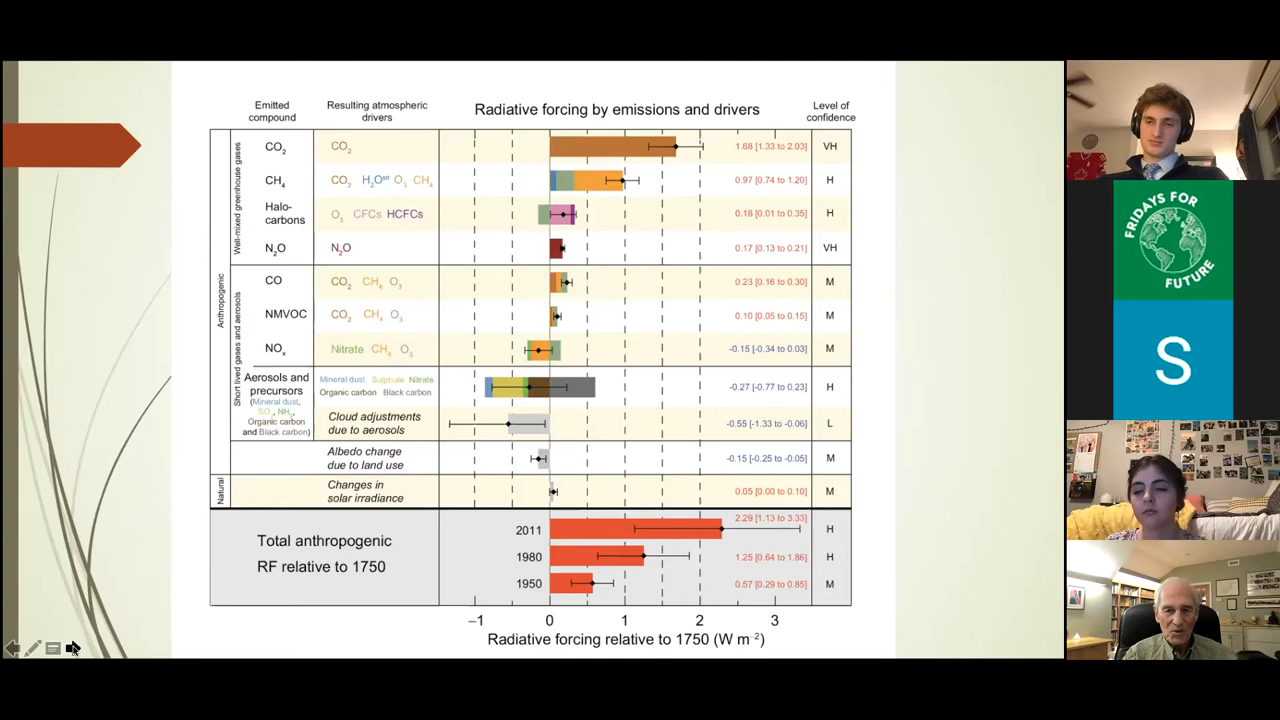 Emitted compound
Resulting atmospheric drivers
Radiative forcing by emissions and drivers
Level of confidence
Anthropogenic
Well-mixed greenhouse gases
CO2
CO2
1.68 [1.33 to 2.03]
VH
CH4
CO2 H2Ostr O3 CH4
0.97 [0.74 to 1.20]
H
Halo-carbons
O3 CFCs HCFCs
0.18 [0.01 to 0.35]
H
N2O
N2O
0.17 [0.13 to 0.21]
VH
Short lived gases and aerosols
CO
CO2 CH4 O3
0.23 [0.16 to 0.30]
M
NMVOC
CO2 CH4 O3
0.10 [0.05 to 0.15]
M
NOx
Nitrate CH4 O3
-0.15 [-0.34 to 0.03]
M
Aerosols and
precursors
(Mineral dust,
SO2, NH3,
Organic carbon
and Black carbon)
Mineral dust Sulphate Nitrate
Organic carbon Black carbon
-0.27 [-0.77 to 0.23]
H
Cloud adjustments
due to aerosols
-0.55 [-1.33 to -0.06]
L
Albedo change
due to land use
-0.15 [-0.25 to -0.05]
M
Natural
Changes in
solar irradiance
0.05 [0.00 to 0.10]
M
Total anthropogenic
RF relative to 1750
2011
2.29 [1.13 to 3.33]
H
1980
1.25 [0.64 to 1.86]
H
1950
0.57 [0.29 to 0.85]
M
−1 0 1 2 3
Radiative forcing relative to 1750 (W m−2)
FRIDAYS FOR
FUTURE
S